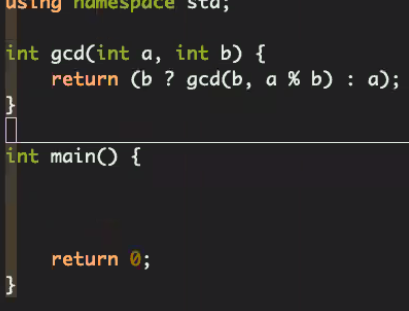 using namespace std;
int gcd(int a, int b) {
    return (b ? gcd(b, a % b) : a);
}
int main() {
    return 0;
}